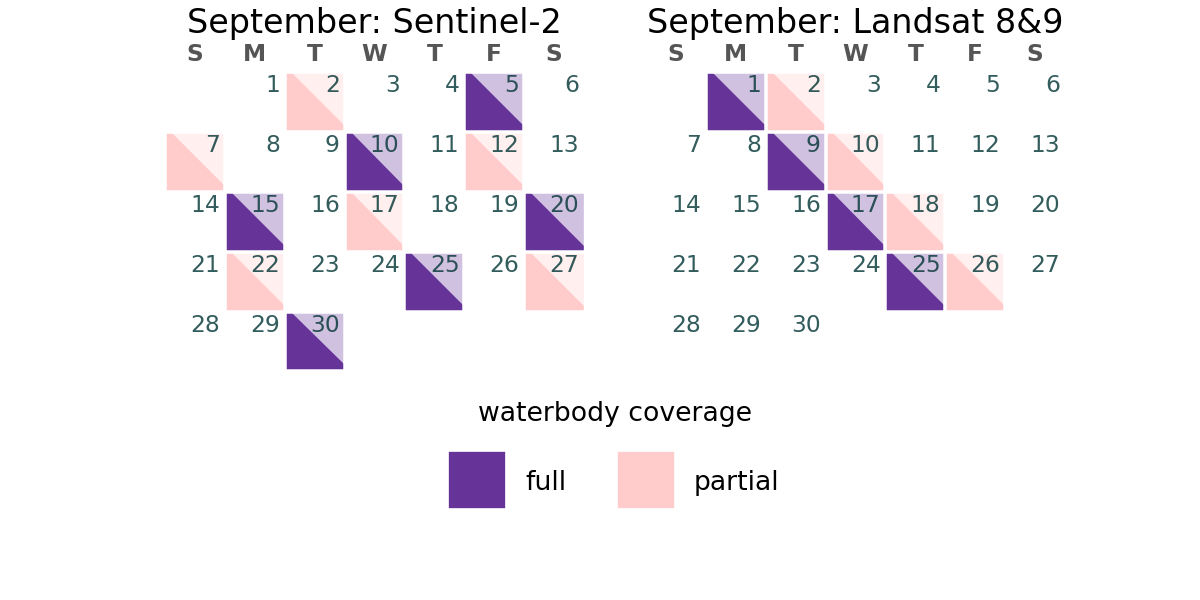 September: Sentinel-2
S M T W T F S
1 2 3 4 5 6
7 8 9 10 11 12 13
14 15 16 17 18 19 20
21 22 23 24 25 26 27
28 29 30
September: Landsat 8&9
S M T W T F S
1 2 3 4 5 6
7 8 9 10 11 12 13
14 15 16 17 18 19 20
21 22 23 24 25 26 27
28 29 30
waterbody coverage
full
partial